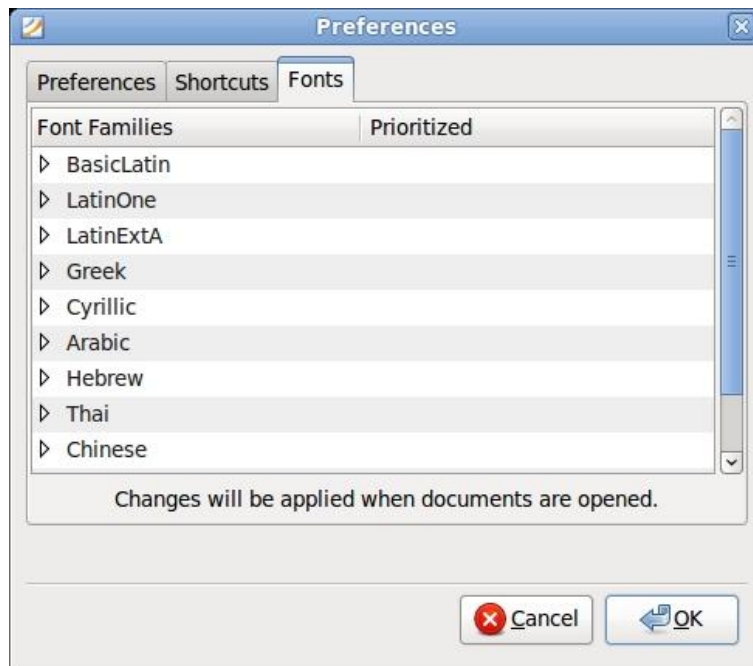 Preferences
Preferences Shortcuts Fonts
Font Families Prioritized
BasicLatin
LatinOne
LatinExtA
Greek
Cyrillic
Arabic
Hebrew
Thai
Chinese
Changes will be applied when documents are opened.
Cancel OK